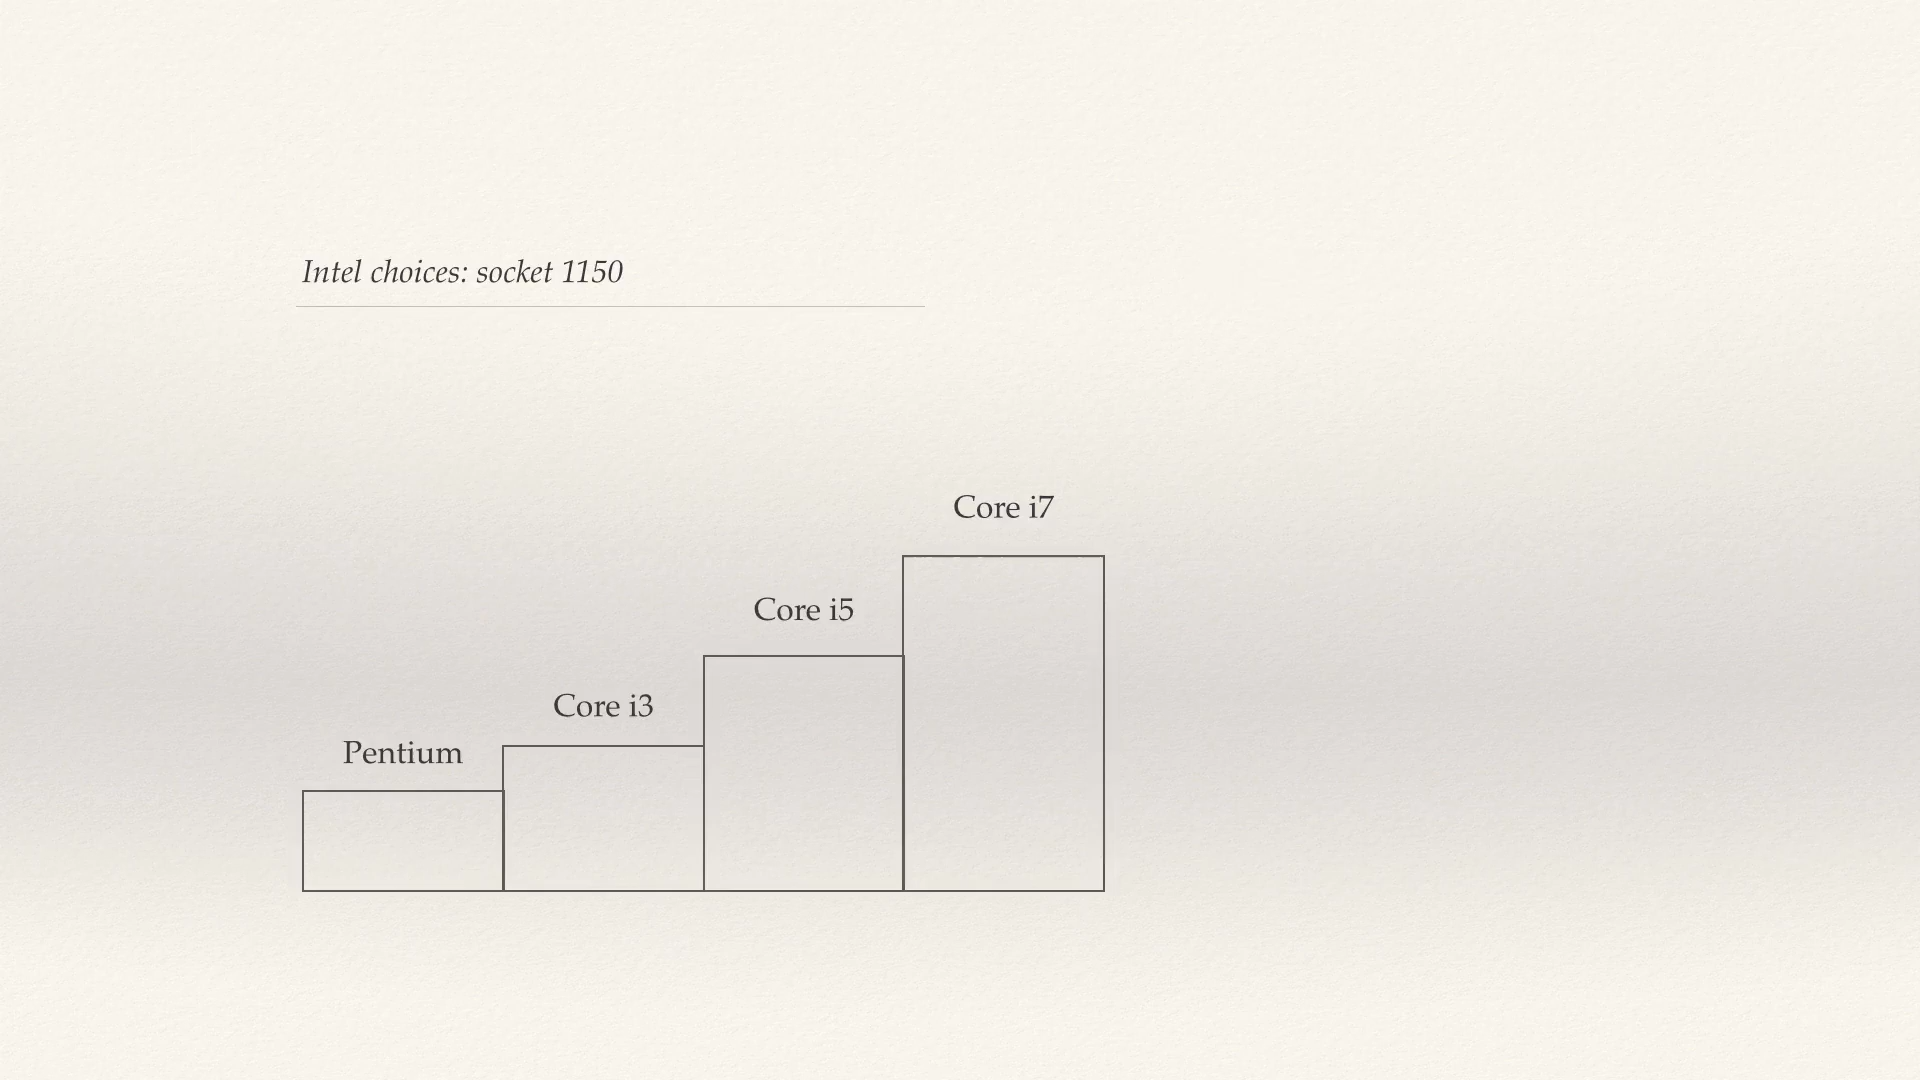 Intel choices: socket 1150
Core i7
Core i5
Core i3
Pentium